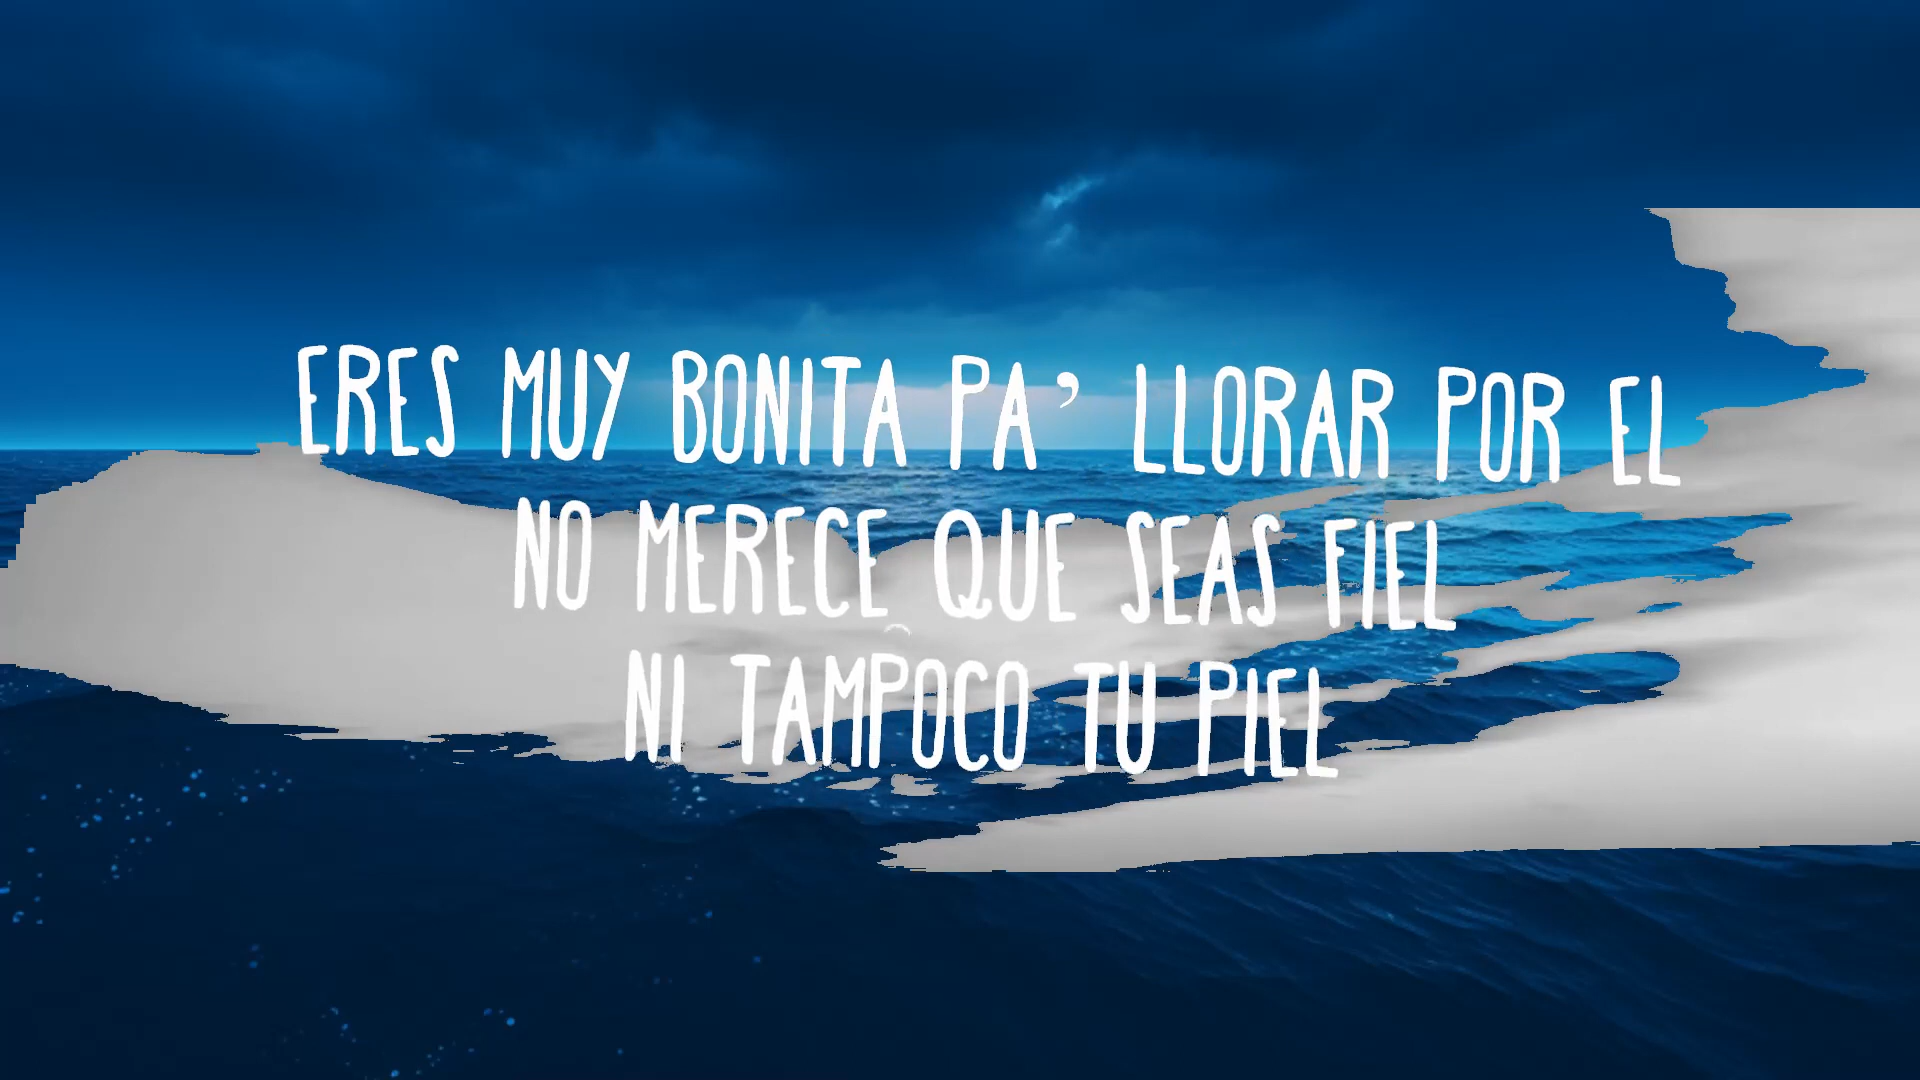 ERES MUY BONITA PA' LLORAR POR EL
NO MERECE QUE SEAS FIEL
NI TAMPOCO TU PIEL